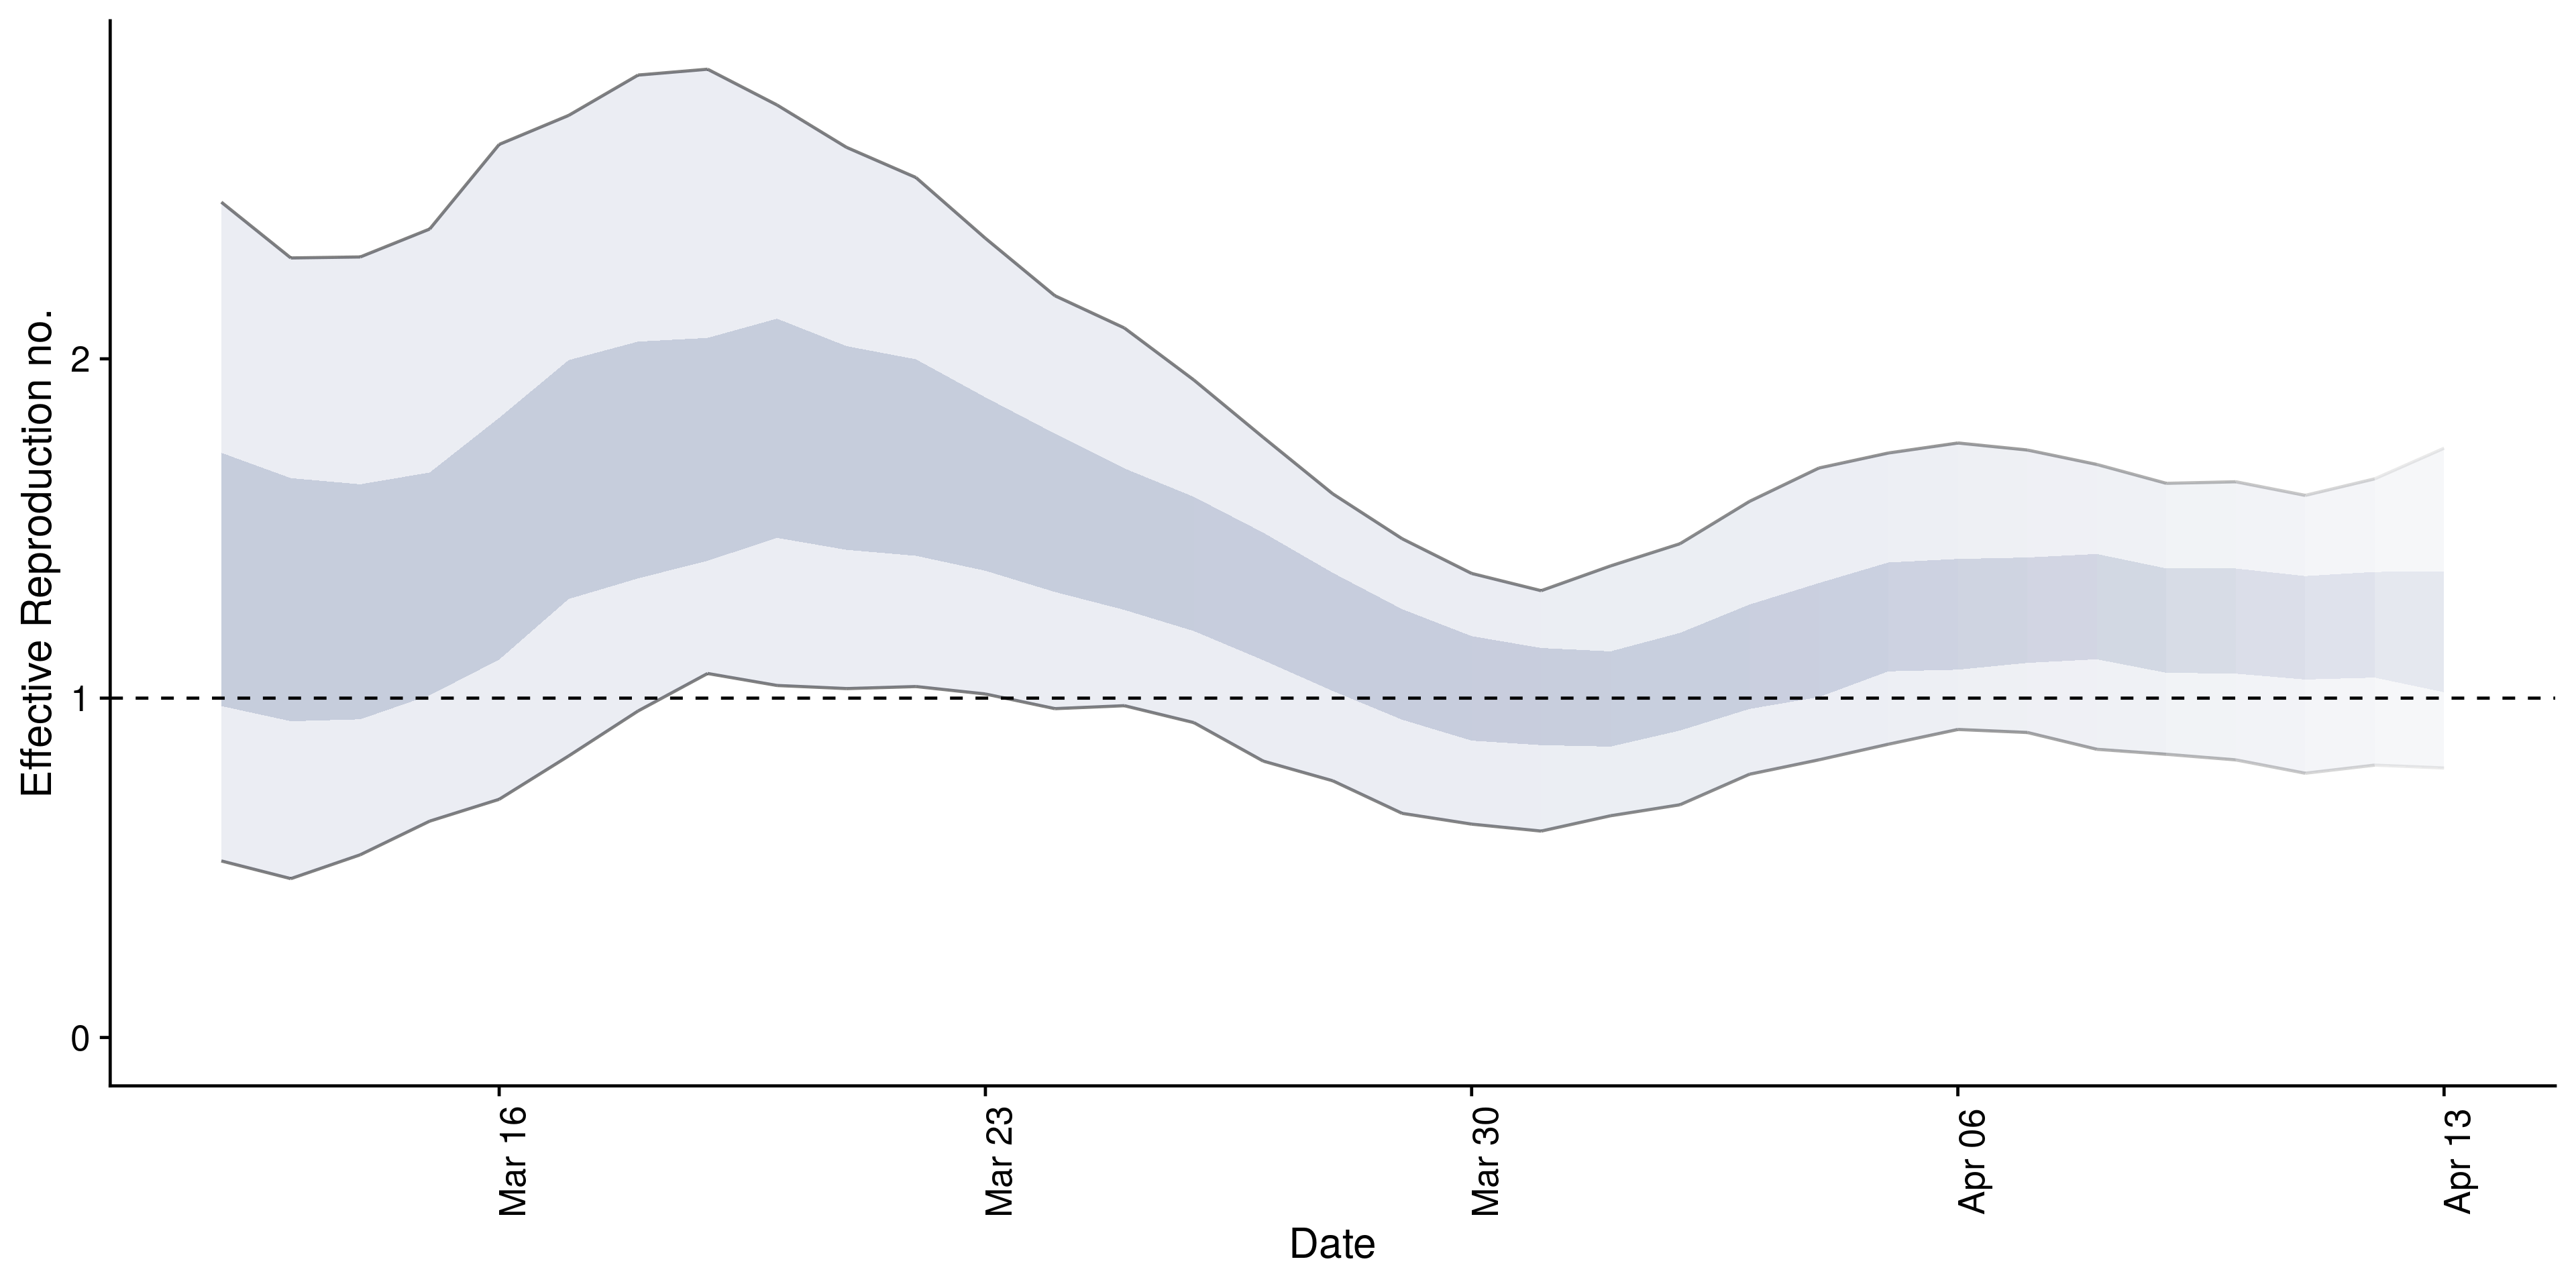 Effective Reproduction no.
2
1
0
Mar 16
Mar 23
Mar 30
Apr 06
Apr 13
Date